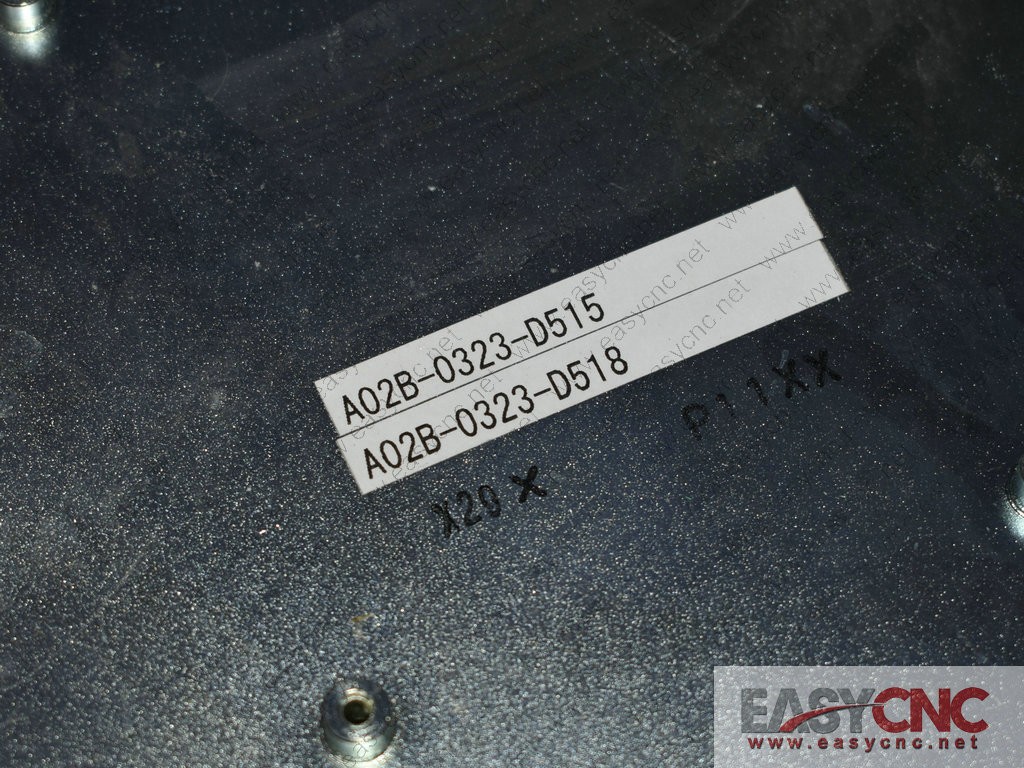 A02B-0323-D515
A02B-0323-D518
P11XX
X20X
EASYCNC
www.easycnc.net